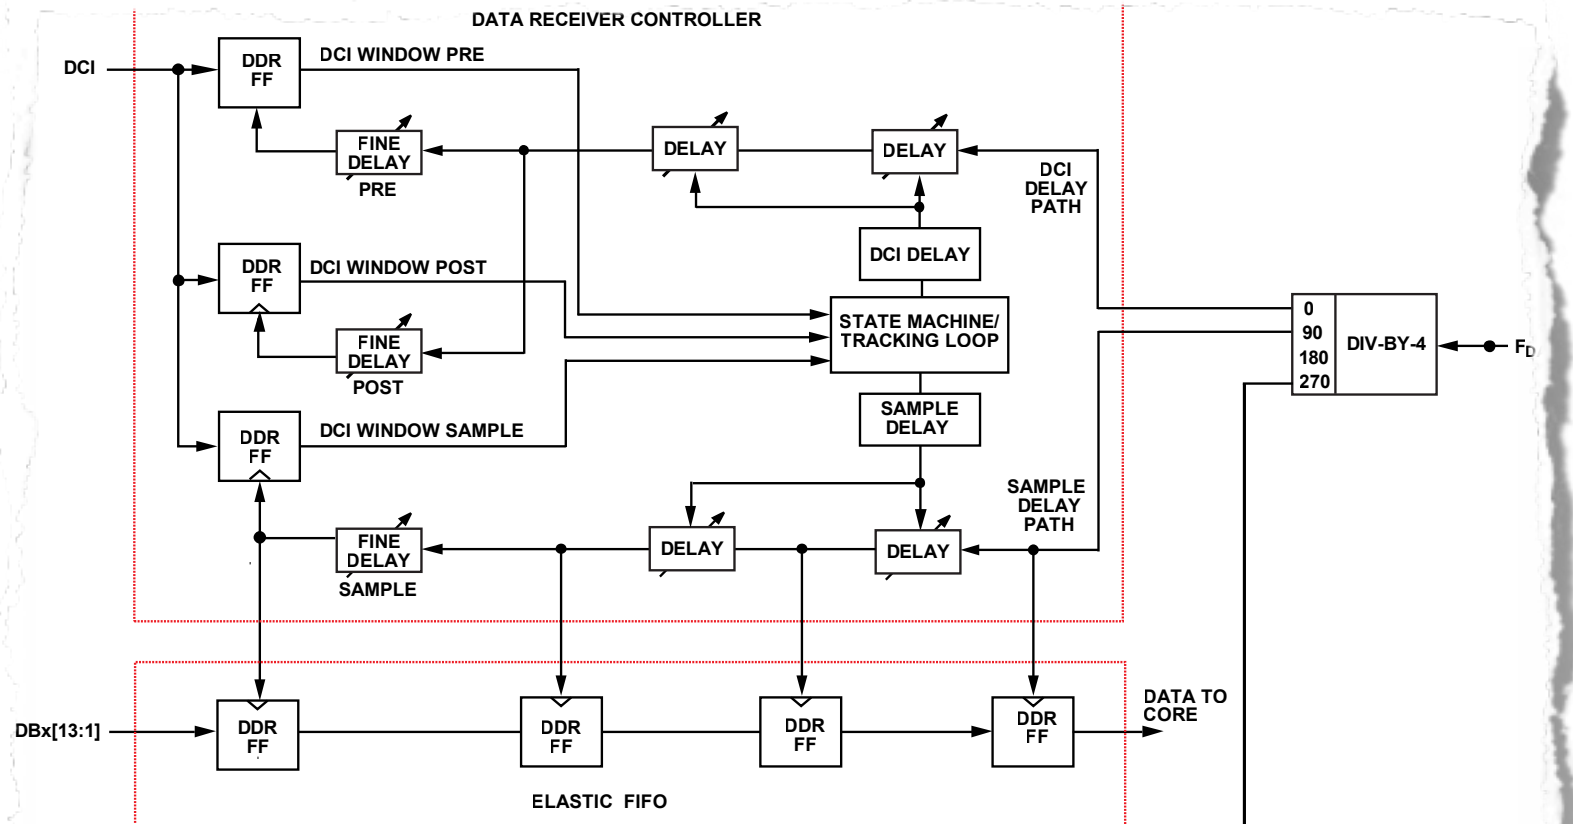 DATA RECEIVER CONTROLLER
DCI
DDR
FF
DCI WINDOW PRE
FINE
DELAY
PRE
DELAY
DELAY
DCI
DELAY
PATH
DCI DELAY
DDR
FF
DCI WINDOW POST
FINE
DELAY
POST
STATE MACHINE/
TRACKING LOOP
0
90
180
270
DIV-BY-4
FD
DDR
FF
DCI WINDOW SAMPLE
SAMPLE
DELAY
SAMPLE
DELAY
PATH
FINE
DELAY
SAMPLE
DELAY
DELAY
DBx[13:1]
DDR
FF
DDR
FF
DDR
FF
DDR
FF
DATA TO
CORE
ELASTIC FIFO